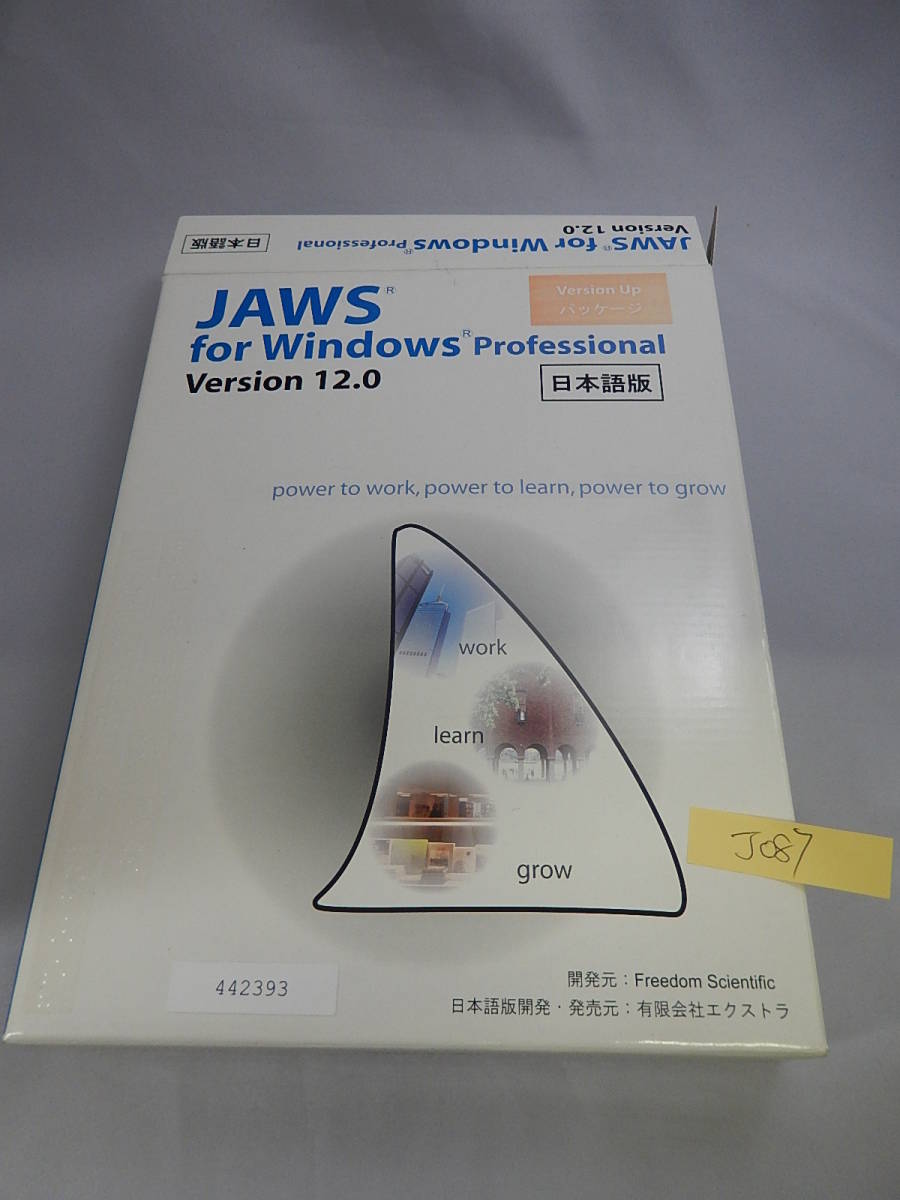 日本語版
JAWS® for Windows® Professional
Version 12.0
JAWS®
Version Up
パッケージ
for Windows® Professional
Version 12.0
日本語版
power to work, power to learn, power to grow
work
learn
grow
J087
442393
開発元：Freedom Scientific
日本語版開発・発売元：有限会社エクストラ